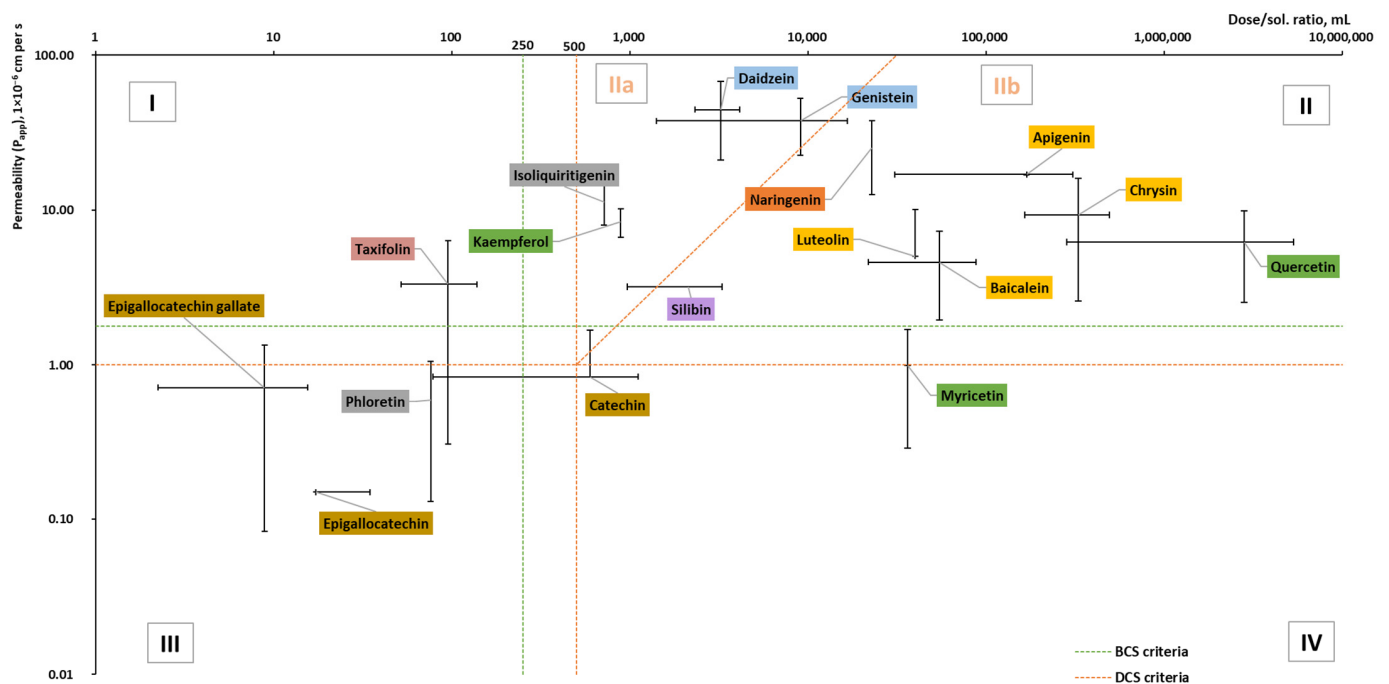 Dose/sol. ratio, mL
1 10 100 250 500 1,000 10,000 100,000 1,000,000 10,000,000
Permeability (Papp), 1×10⁻⁶ cm per s
100.00
10.00
1.00
0.10
0.01
I
IIa
IIb
II
Daidzein
Genistein
Apigenin
Isoliquiritigenin
Chrysin
Naringenin
Kaempferol
Luteolin
Taxifolin
Quercetin
Baicalein
Epigallocatechin gallate
Silibin
Phloretin
Catechin
Myricetin
Epigallocatechin
III
IV
BCS criteria
DCS criteria